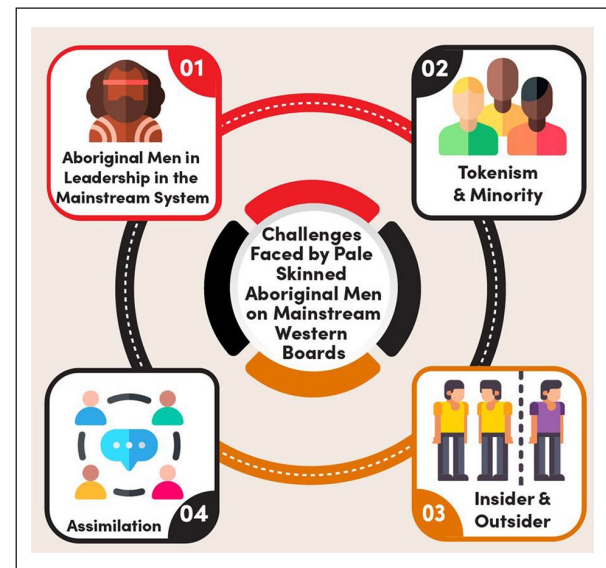 01
Aboriginal Men in
Leadership in the
Mainstream System
02
Tokenism
& Minority
Challenges
Faced by Pale
Skinned
Aboriginal Men
on Mainstream
Western
Boards
03
Insider &
Outsider
04
Assimilation